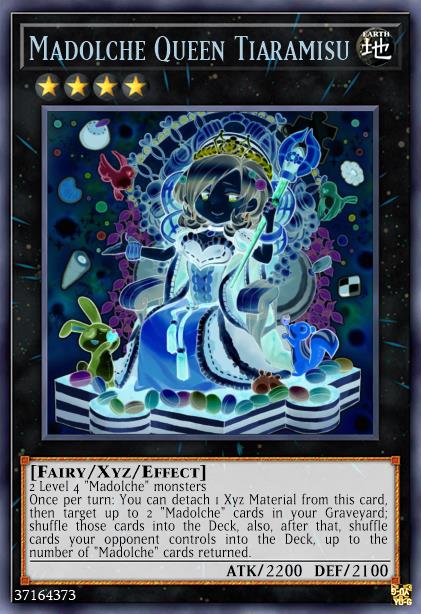 MADOLCHE QUEEN TIARAMISU
EARTH
地
[FAIRY/XYZ/EFFECT]
2 Level 4 "Madolche" monsters
Once per turn: You can detach 1 Xyz Material from this card,
then target up to 2 "Madolche" cards in your Graveyard;
shuffle those cards into the Deck, also, after that, shuffle
cards your opponent controls into the Deck, up to the
number of "Madolche" cards returned.
ATK/2200 DEF/2100
37164373